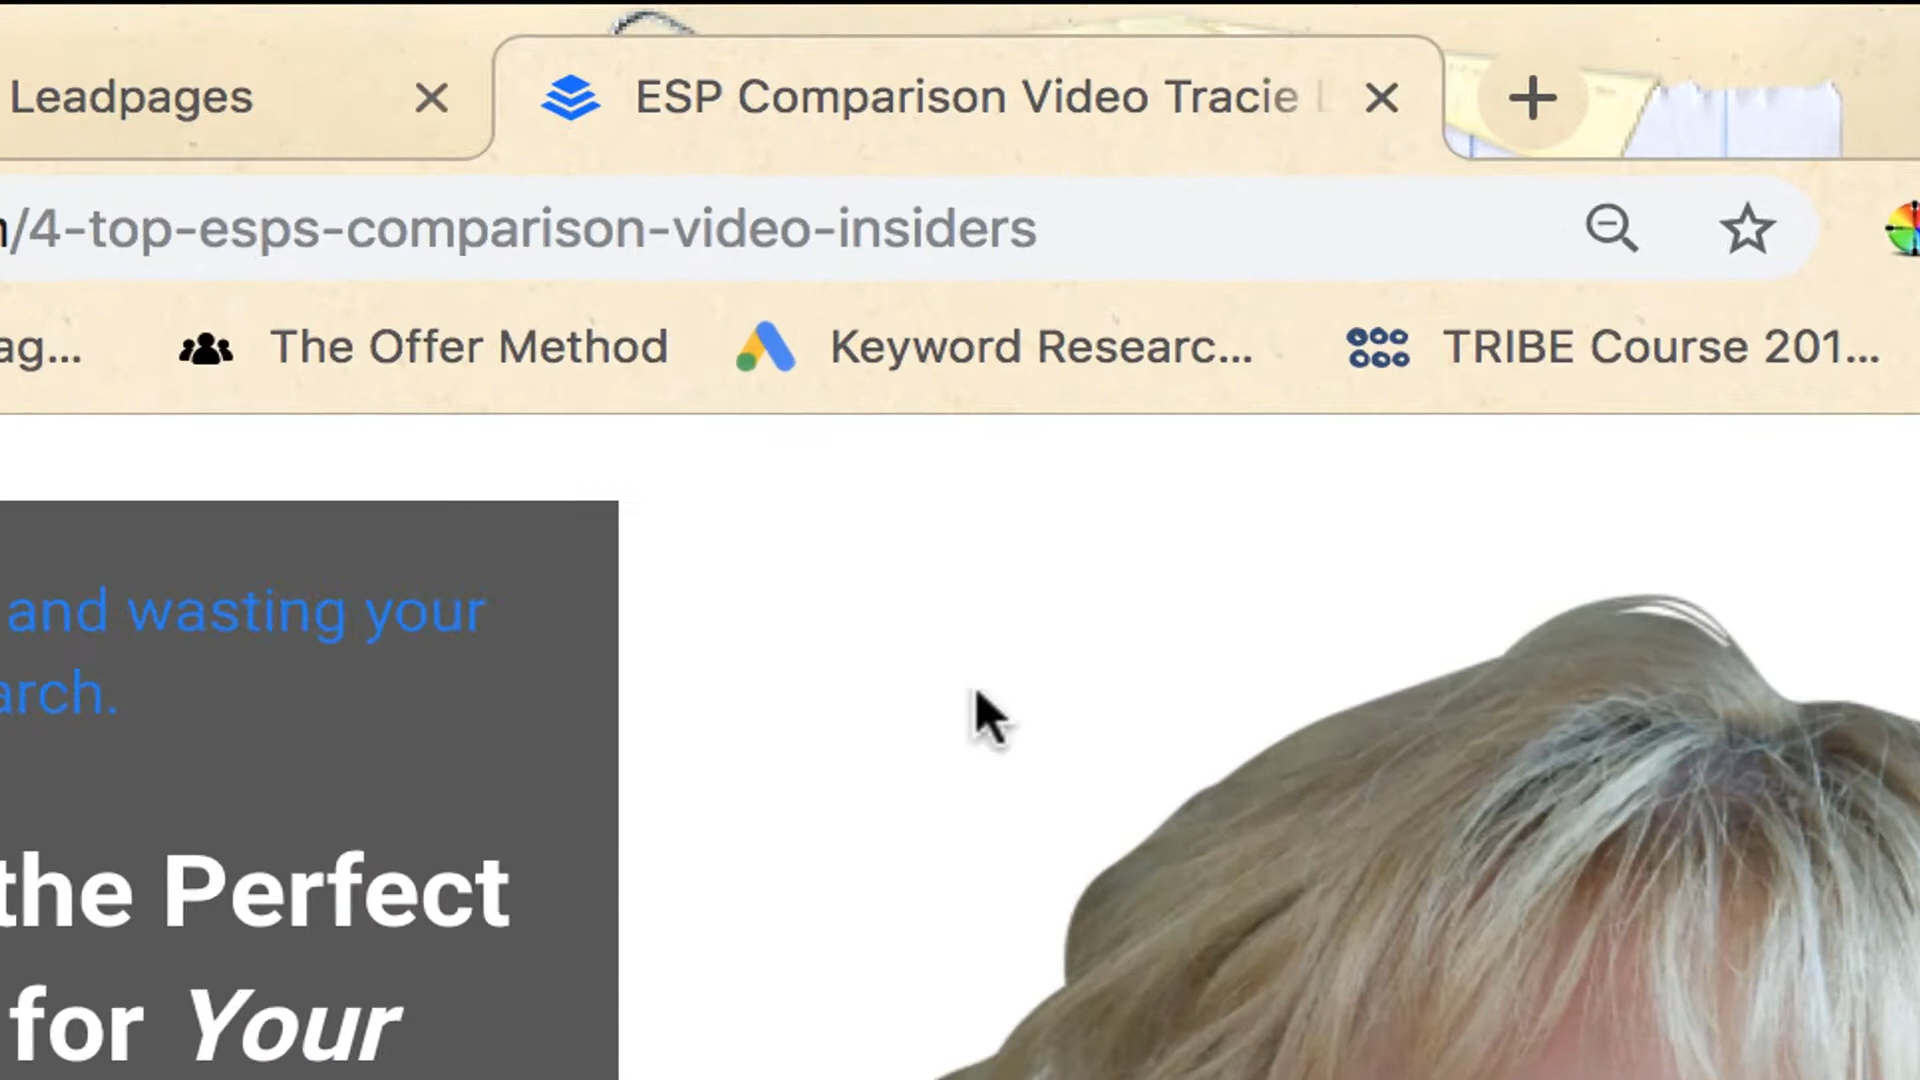 Leadpages
ESP Comparison Video Tracie
/4-top-esps-comparison-video-insiders
ag...
The Offer Method
Keyword Researc...
TRIBE Course 201...
and wasting your
arch.
the Perfect
for Your